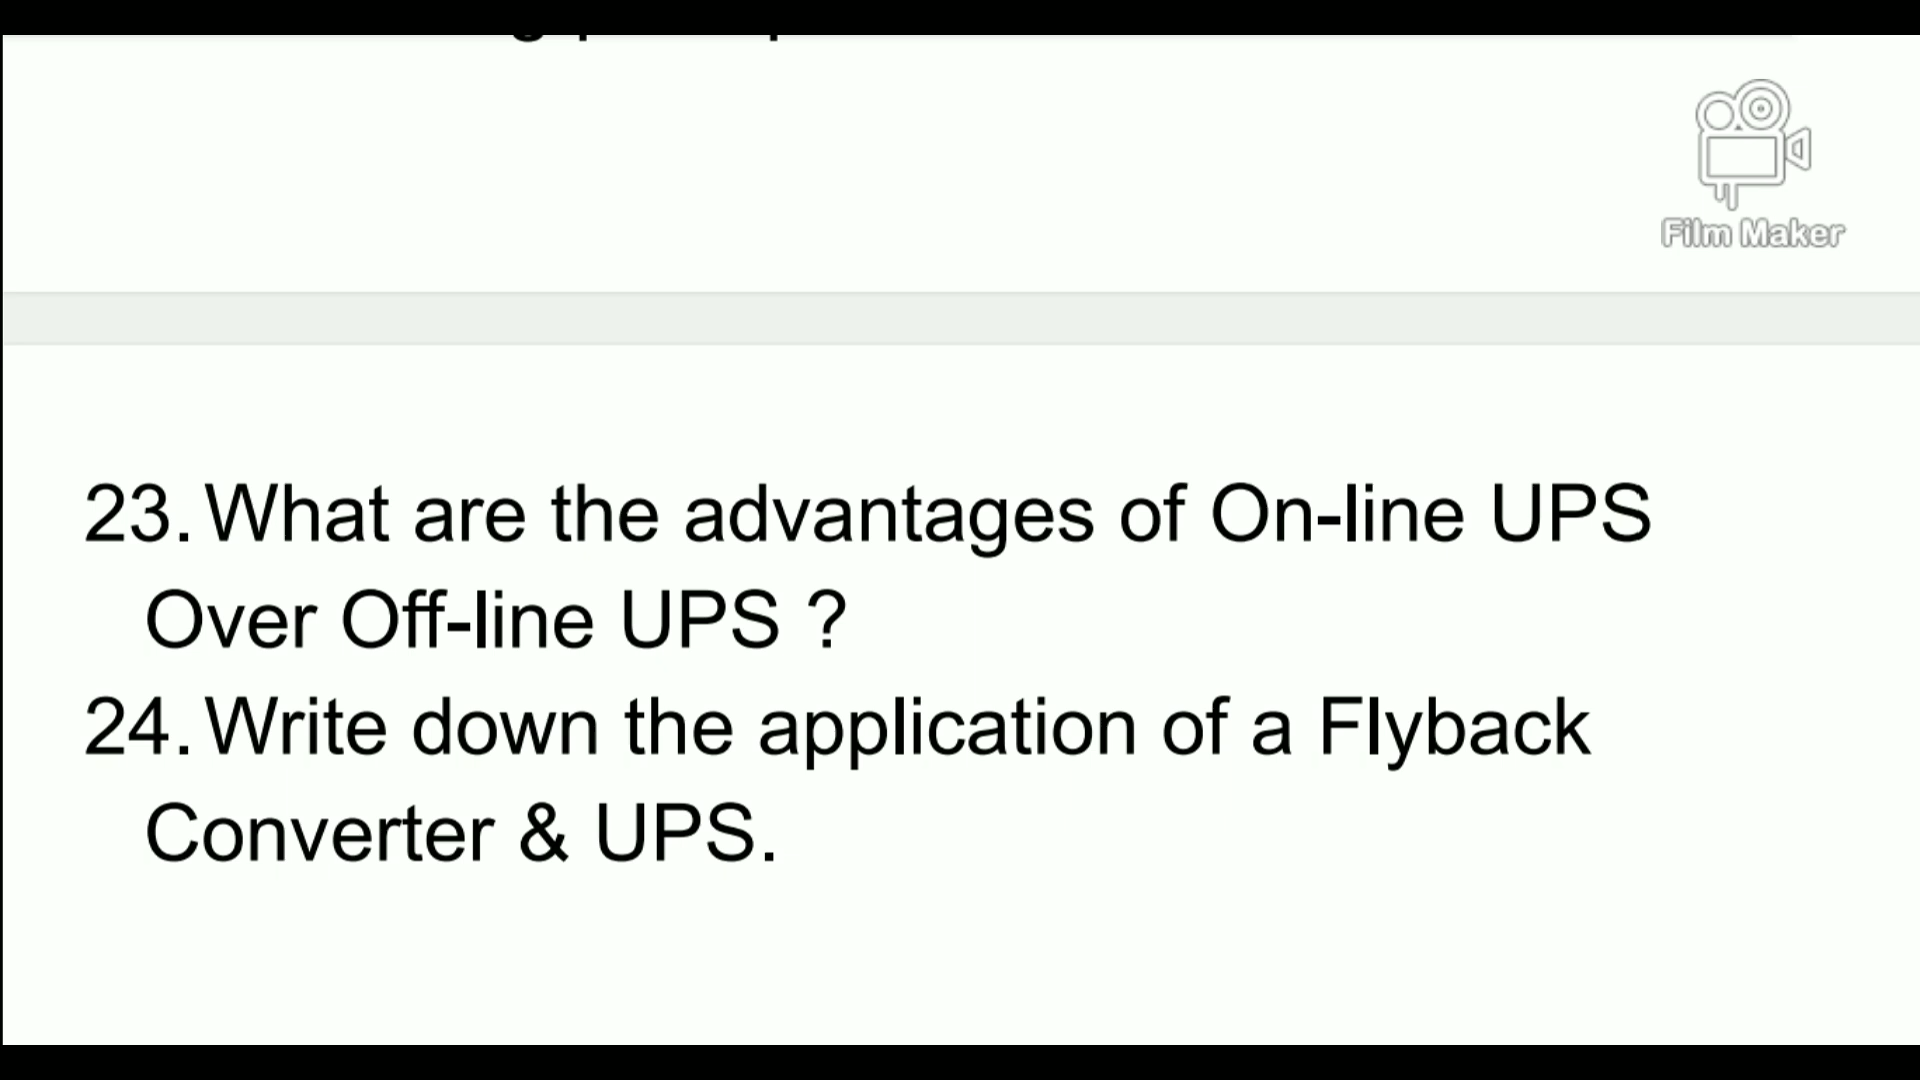 Film Maker
23. What are the advantages of On-line UPS
Over Off-line UPS ?
24. Write down the application of a Flyback
Converter & UPS.